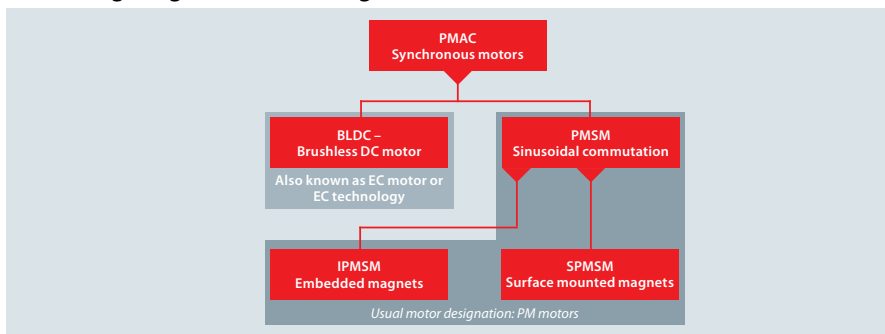 PMAC
Synchronous motors
BLDC –
Brushless DC motor
PMSM
Sinusoidal commutation
Also known as EC motor or
EC technology
IPMSM
Embedded magnets
SPMSM
Surface mounted magnets
Usual motor designation: PM motors